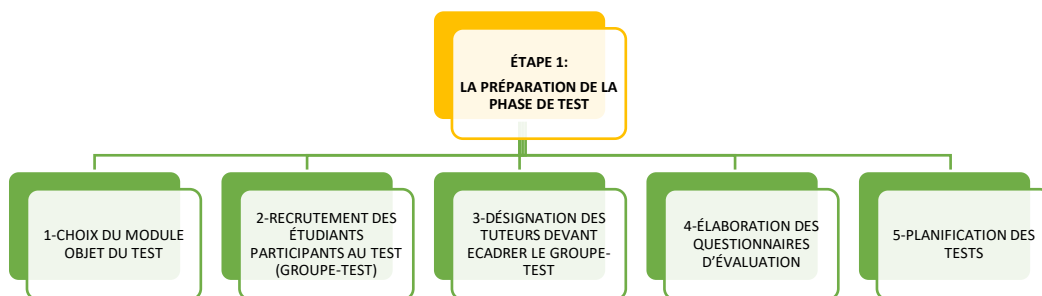 ÉTAPE 1:
LA PRÉPARATION DE LA
PHASE DE TEST
1-CHOIX DU MODULE
OBJET DU TEST
2-RECRUTEMENT DES
ÉTUDIANTS
PARTICIPANTS AU TEST
(GROUPE-TEST)
3-DÉSIGNATION DES
TUTEURS DEVANT
ECADRER LE GROUPE-
TEST
4-ÉLABORATION DES
QUESTIONNAIRES
D’ÉVALUATION
5-PLANIFICATION DES
TESTS